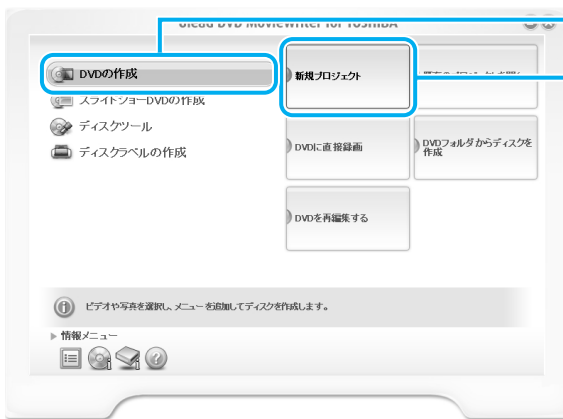 Ulead DVD MovieWriter for TOSHIBA
DVDの作成
スライドショーDVDの作成
ディスクツール
ディスクラベルの作成
新規プロジェクト
DVDに直接録画
DVDフォルダからディスクを
作成
DVDを再編集する
ビデオや写真を選択し、メニューを追加してディスクを作成します。
情報メニュー